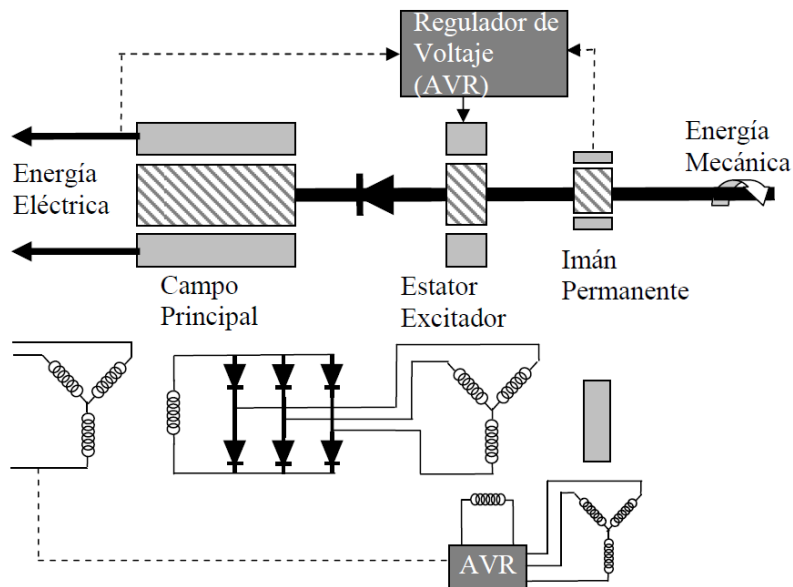 Regulador de
Voltaje
(AVR)
Energía
Mecánica
Energía
Eléctrica
Campo
Principal
Estator
Excitador
Imán
Permanente
AVR